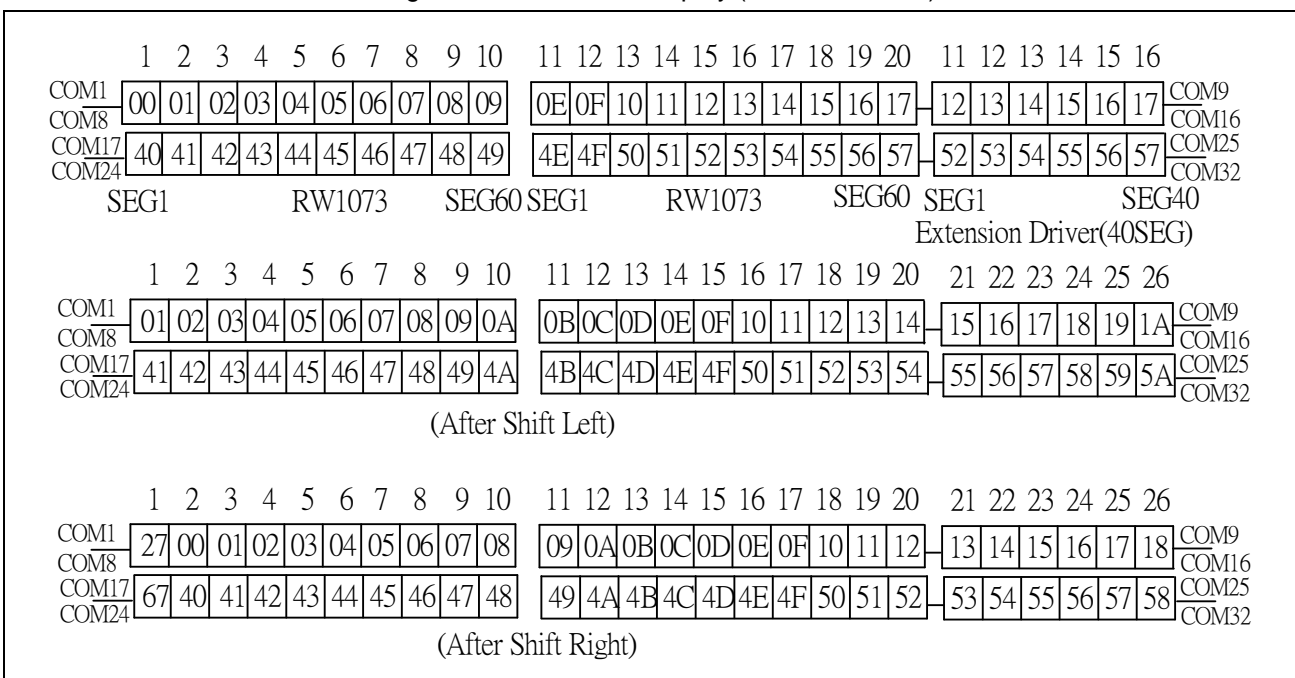 1 2 3 4 5 6 7 8 9 10 11 12 13 14 15 16 17 18 19 20 11 12 13 14 15 16
COM1 00 01 02 03 04 05 06 07 08 09 0E 0F 10 11 12 13 14 15 16 17 12 13 14 15 16 17 COM9
COM8 COM16
COM17 40 41 42 43 44 45 46 47 48 49 4E 4F 50 51 52 53 54 55 56 57 52 53 54 55 56 57 COM25
COM24 COM32
SEG1 RW1073 SEG60 SEG1 RW1073 SEG60 SEG1 SEG40
Extension Driver(40SEG)
1 2 3 4 5 6 7 8 9 10 11 12 13 14 15 16 17 18 19 20 21 22 23 24 25 26
COM1 01 02 03 04 05 06 07 08 09 0A 0B 0C 0D 0E 0F 10 11 12 13 14 15 16 17 18 19 1A COM9
COM8 COM16
COM17 41 42 43 44 45 46 47 48 49 4A 4B 4C 4D 4E 4F 50 51 52 53 54 55 56 57 58 59 5A COM25
COM24 COM32
(After Shift Left)
1 2 3 4 5 6 7 8 9 10 11 12 13 14 15 16 17 18 19 20 21 22 23 24 25 26
COM1 27 00 01 02 03 04 05 06 07 08 09 0A 0B 0C 0D 0E 0F 10 11 12 13 14 15 16 17 18 COM9
COM8 COM16
COM17 67 40 41 42 43 44 45 46 47 48 49 4A 4B 4C 4D 4E 4F 50 51 52 53 54 55 56 57 58 COM25
COM24 COM32
(After Shift Right)